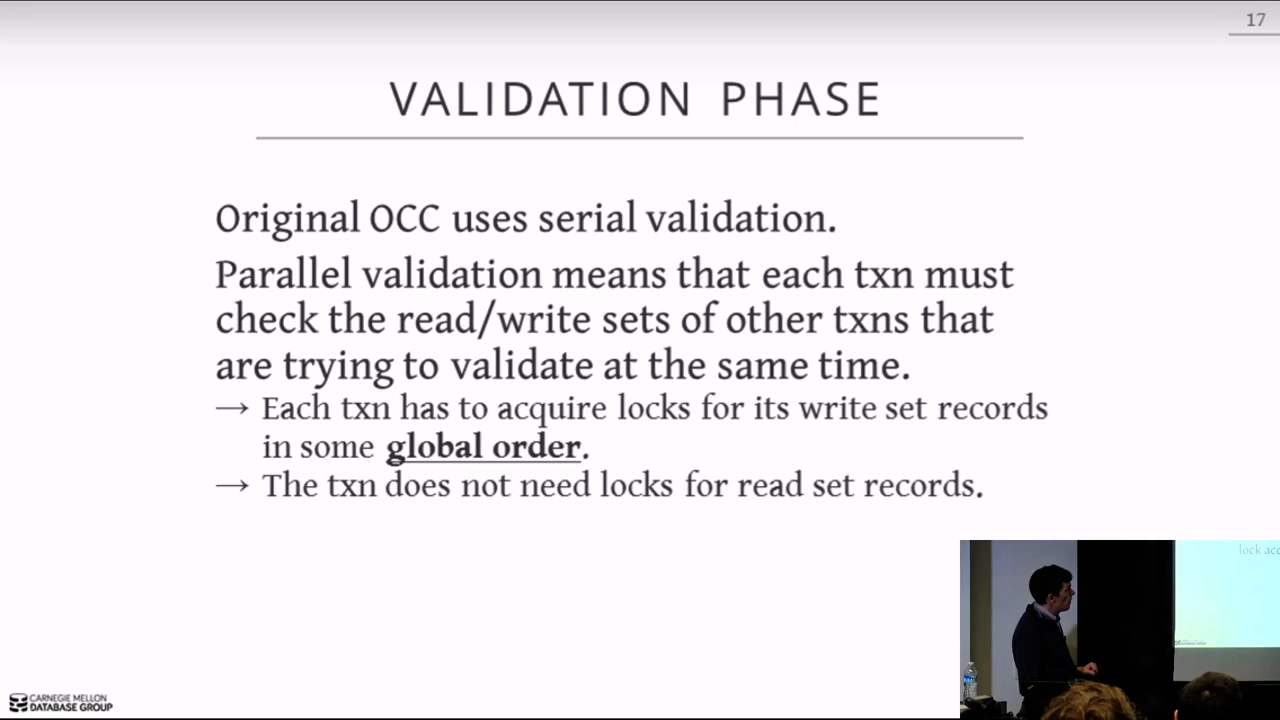 17
VALIDATION PHASE
Original OCC uses serial validation.
Parallel validation means that each txn must
check the read/write sets of other txns that
are trying to validate at the same time.
→ Each txn has to acquire locks for its write set records
in some global order.
→ The txn does not need locks for read set records.
lock acc
CARNEGIE MELLON
DATABASE GROUP